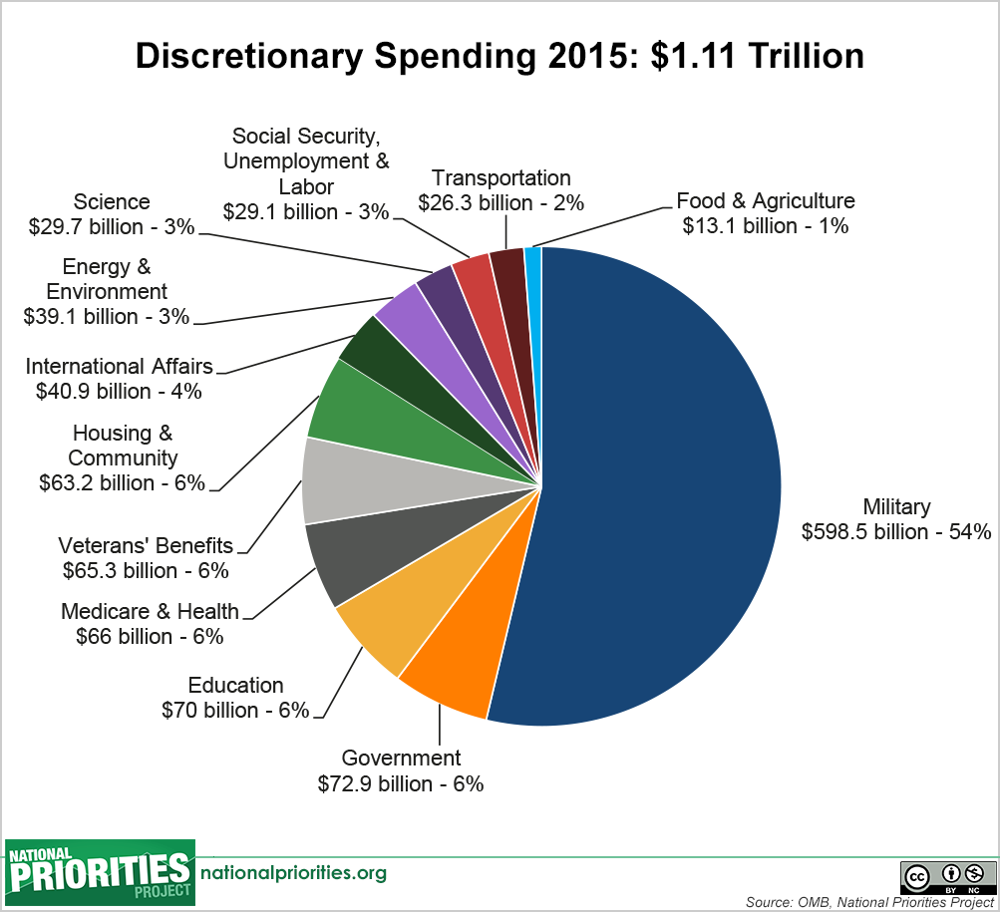 Discretionary Spending 2015: $1.11 Trillion
Social Security,
Unemployment &
Labor
$29.1 billion - 3%
Transportation
$26.3 billion - 2%
Food & Agriculture
$13.1 billion - 1%
Science
$29.7 billion - 3%
Energy &
Environment
$39.1 billion - 3%
International Affairs
$40.9 billion - 4%
Housing &
Community
$63.2 billion - 6%
Military
$598.5 billion - 54%
Veterans' Benefits
$65.3 billion - 6%
Medicare & Health
$66 billion - 6%
Education
$70 billion - 6%
Government
$72.9 billion - 6%
NATIONAL
PRIORITIES
PROJECT
nationalpriorities.org
cc
BY NC
Source: OMB, National Priorities Project